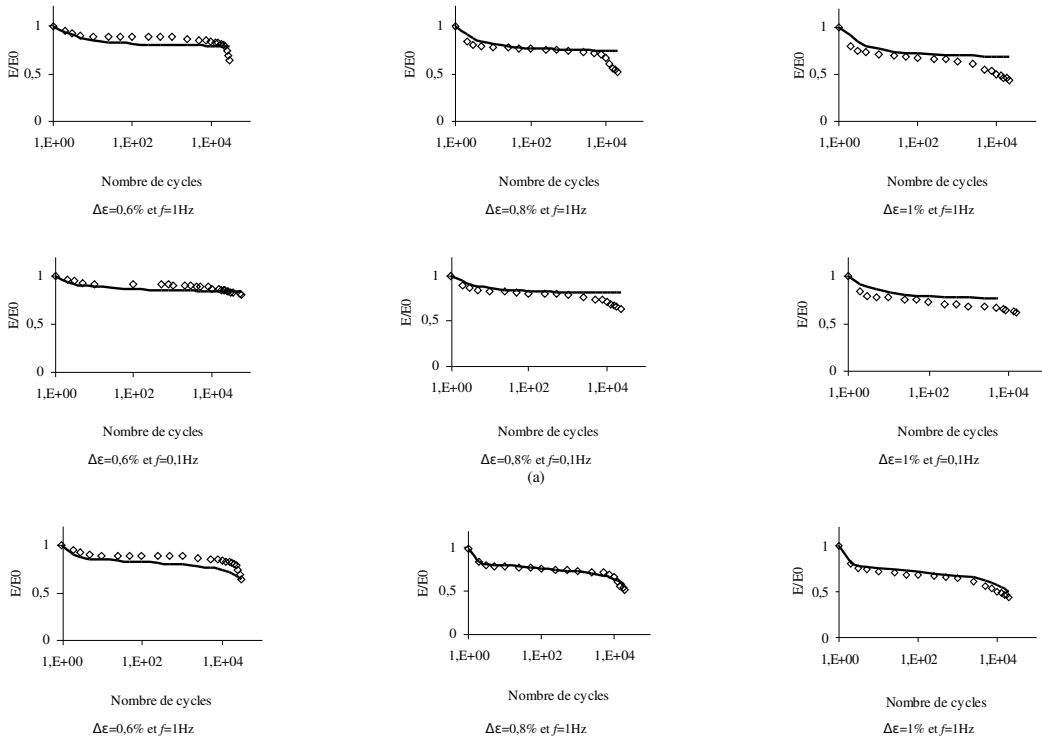 1
1
1
E/E0
0,5
E/E0
0,5
E/E0
0,5
0
0
0
1,E+00 1,E+02 1,E+04
1,E+00 1,E+02 1,E+04
1,E+00 1,E+02 1,E+04
Nombre de cycles
Nombre de cycles
Nombre de cycles
Δε=0,6% et f=1Hz
Δε=0,8% et f=1Hz
Δε=1% et f=1Hz
1
1
1
E/E0
0,5
E/E0
0,5
E/E0
0,5
0
0
0
1,E+00 1,E+02 1,E+04
1,E+00 1,E+02 1,E+04
1,E+00 1,E+02 1,E+04
Nombre de cycles
Nombre de cycles
Nombre de cycles
Δε=0,6% et f=0,1Hz
Δε=0,8% et f=0,1Hz
Δε=1% et f=0,1Hz
(a)
1
1
1
E/E0
0,5
E/E0
0,5
E/E0
0,5
0
0
0
1,E+00 1,E+02 1,E+04
1,E+00 1,E+02 1,E+04
1,E+00 1,E+02 1,E+04
Nombre de cycles
Nombre de cycles
Nombre de cycles
Δε=0,6% et f=1Hz
Δε=0,8% et f=1Hz
Δε=1% et f=1Hz